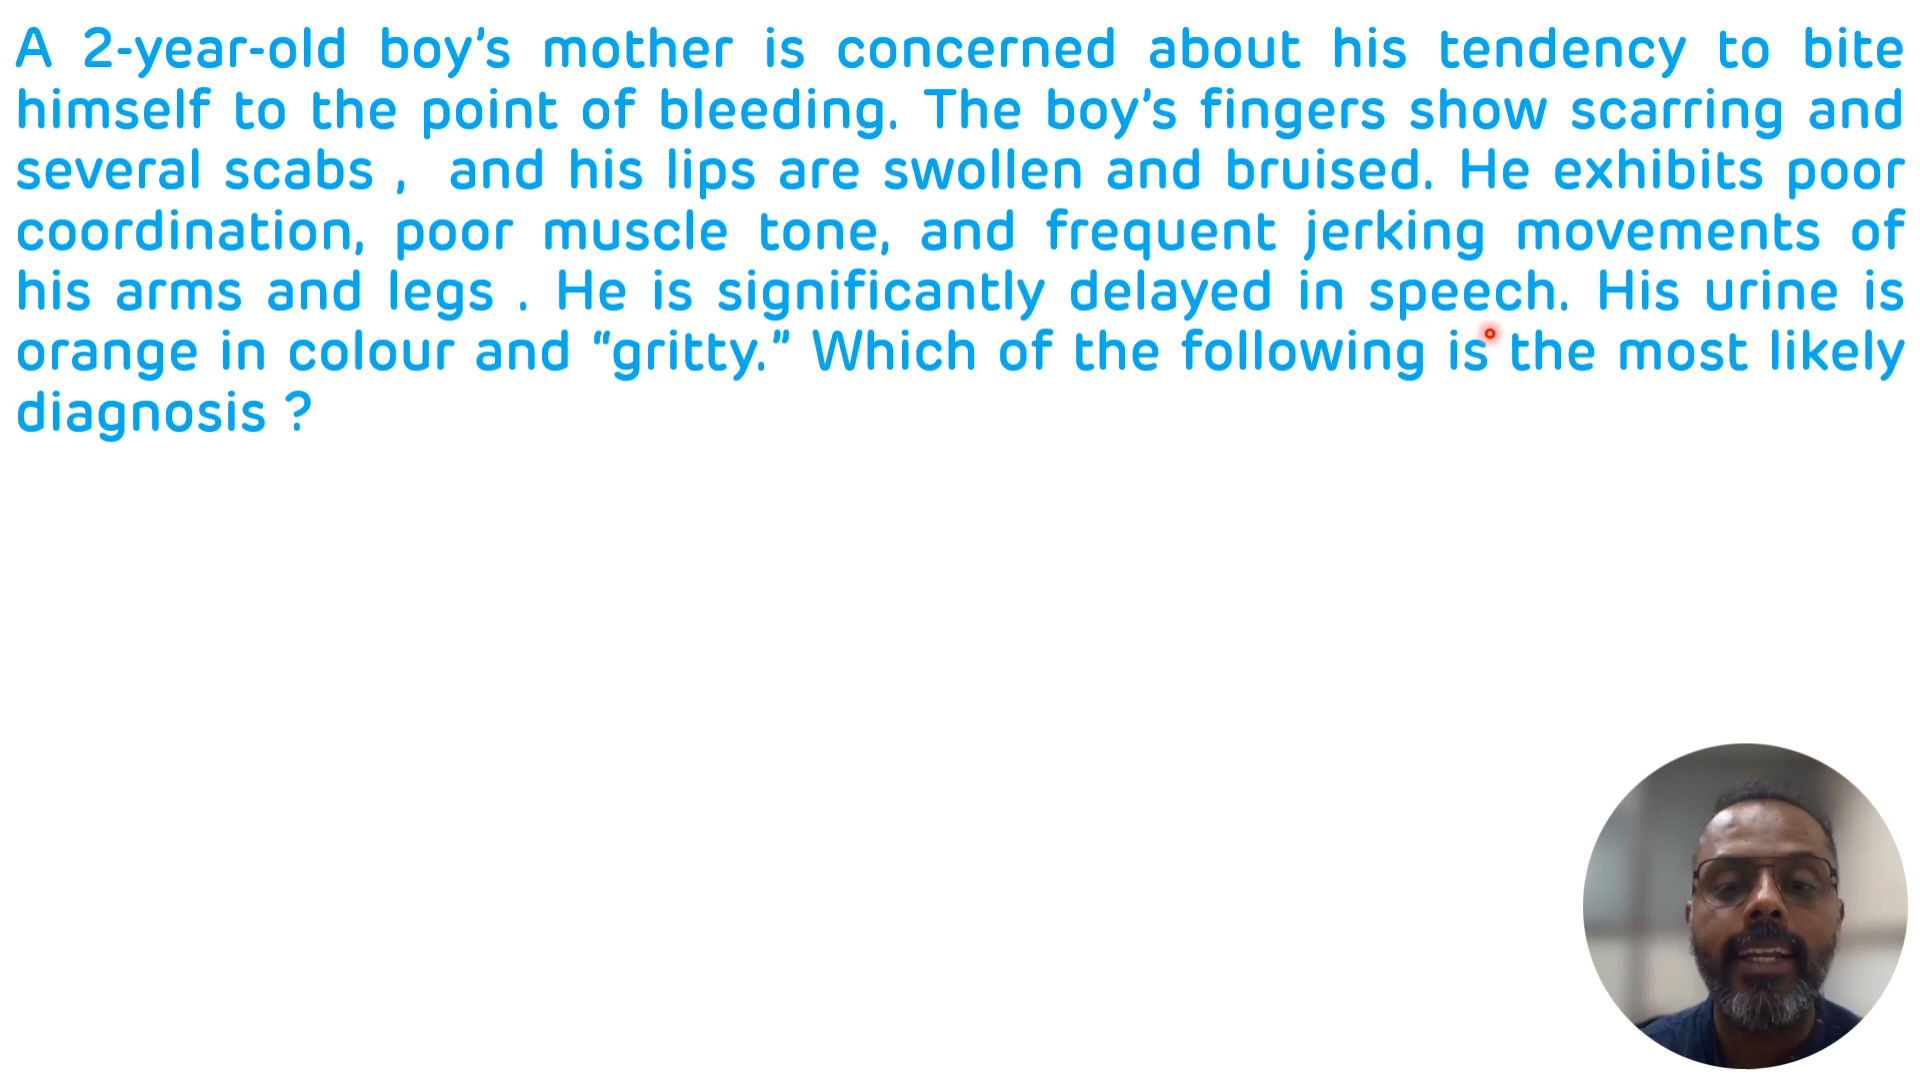 A 2-year-old boy’s mother is concerned about his tendency to bite
himself to the point of bleeding. The boy’s fingers show scarring and
several scabs , and his lips are swollen and bruised. He exhibits poor
coordination, poor muscle tone, and frequent jerking movements of
his arms and legs . He is significantly delayed in speech. His urine is
orange in colour and “gritty.” Which of the following is the most likely
diagnosis ?